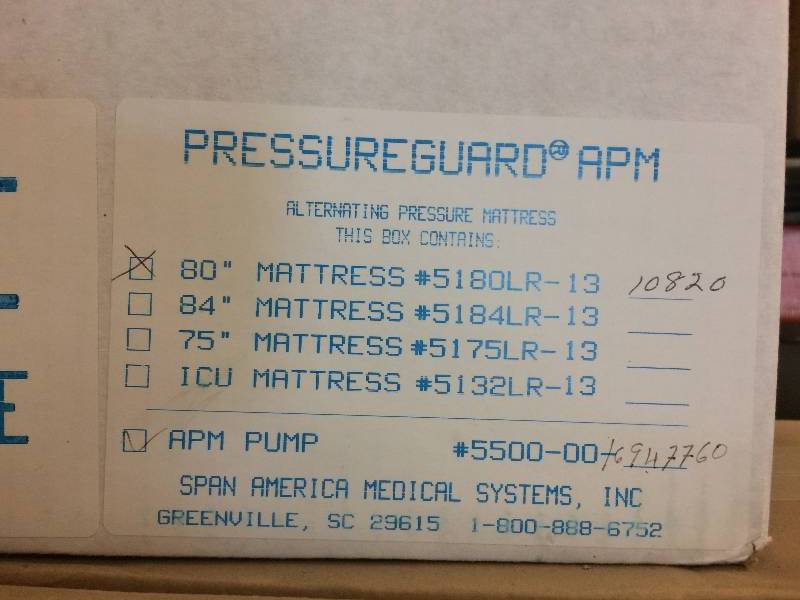 PRESSUREGUARD® APM
ALTERNATING PRESSURE MATTRESS
THIS BOX CONTAINS:
80" MATTRESS #5180LR-13 10820
84" MATTRESS #5184LR-13
75" MATTRESS #5175LR-13
ICU MATTRESS #5132LR-13
APM PUMP #5500-00
SPAN AMERICA MEDICAL SYSTEMS, INC
GREENVILLE, SC 29615 1-800-888-6752